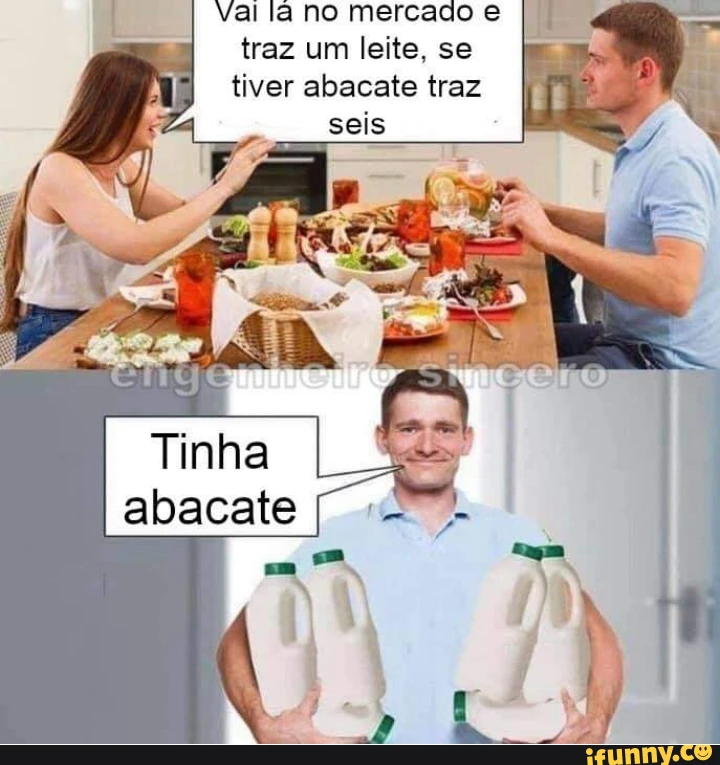 Vai lá no mercado e
traz um leite, se
tiver abacate traz
seis
engenheiro sincero
Tinha
abacate
ifunny.co